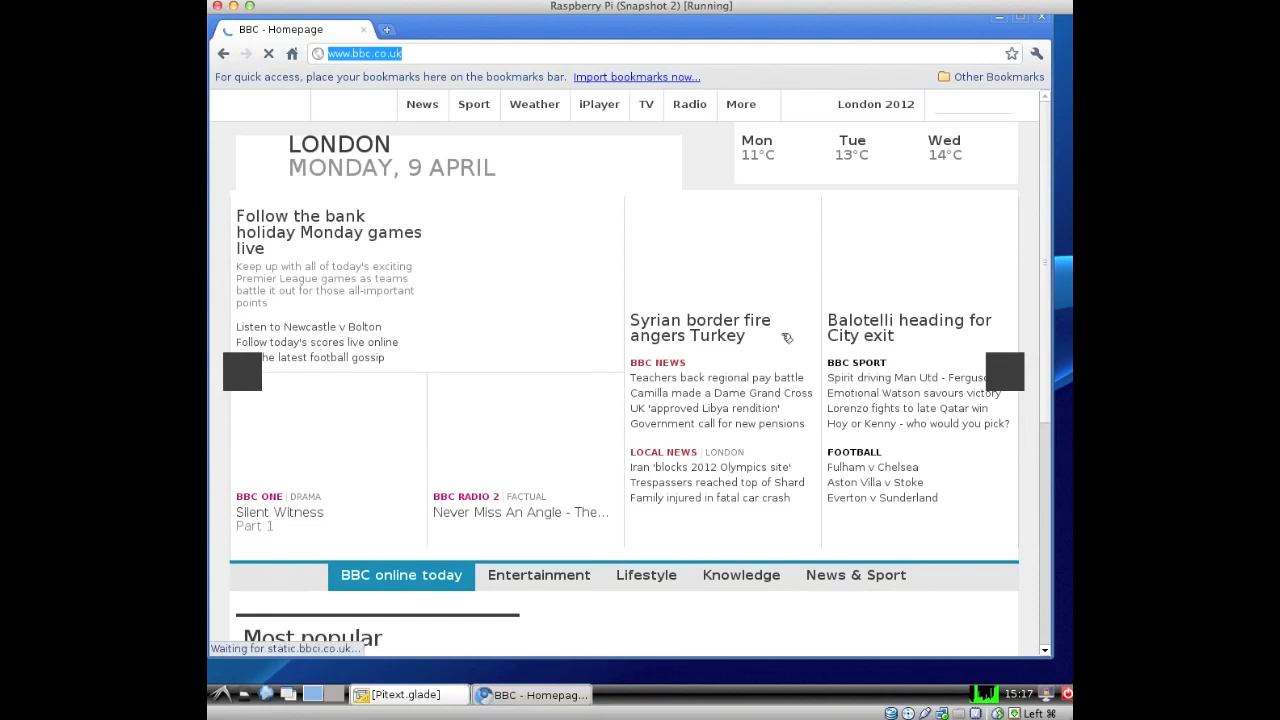 Raspberry Pi (Snapshot 2) [Running]
BBC - Homepage
www.bbc.co.uk
For quick access, place your bookmarks here on the bookmarks bar. Import bookmarks now... Other Bookmarks
News Sport Weather iPlayer TV Radio More London 2012
LONDON
MONDAY, 9 APRIL
Mon Tue Wed
11°C 13°C 14°C
Follow the bank
holiday Monday games
live
Keep up with all of today's exciting
Premier League games as teams
battle it out for those all-important
points
Listen to Newcastle v Bolton
Follow today's scores live online
he latest football gossip
BBC ONE | DRAMA
Silent Witness
Part 1
BBC RADIO 2 | FACTUAL
Never Miss An Angle - The...
Syrian border fire
angers Turkey
BBC NEWS
Teachers back regional pay battle
Camilla made a Dame Grand Cross
UK 'approved Libya rendition'
Government call for new pensions
LOCAL NEWS | LONDON
Iran 'blocks 2012 Olympics site'
Trespassers reached top of Shard
Family injured in fatal car crash
Balotelli heading for
City exit
BBC SPORT
Spirit driving Man Utd - Fergus
Emotional Watson savours victory
Lorenzo fights to late Qatar win
Hoy or Kenny - who would you pick?
FOOTBALL
Fulham v Chelsea
Aston Villa v Stoke
Everton v Sunderland
BBC online today Entertainment Lifestyle Knowledge News & Sport
Most popular
Waiting for static.bbci.co.uk...
[Pitext.glade] BBC - Homepag... 15:17
Left ⌘